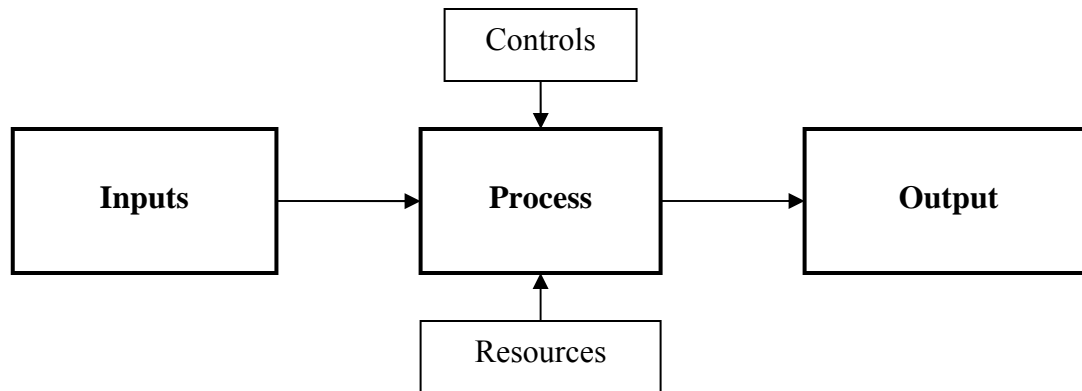 Controls
Inputs
Process
Output
Resources